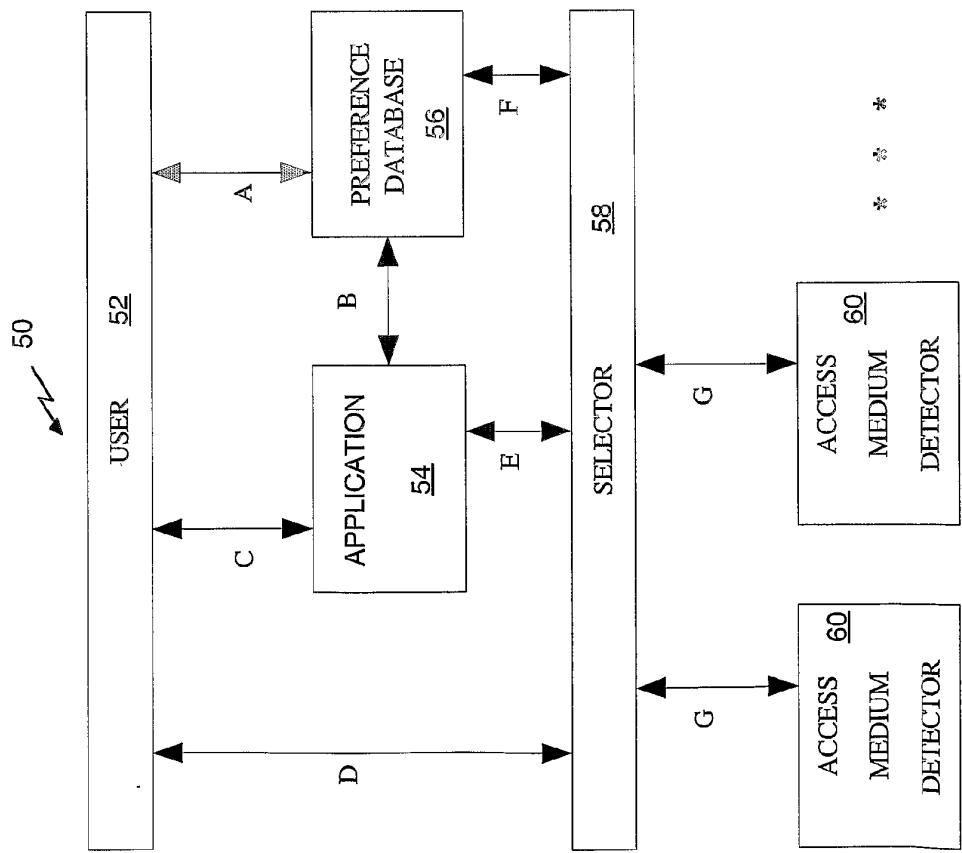 50
USER 52
C
A
D
APPLICATION
54
B
PREFERENCE
DATABASE
56
E
F
SELECTOR 58
G
G
ACCESS
60
MEDIUM
DETECTOR
ACCESS
60
MEDIUM
DETECTOR
* * *